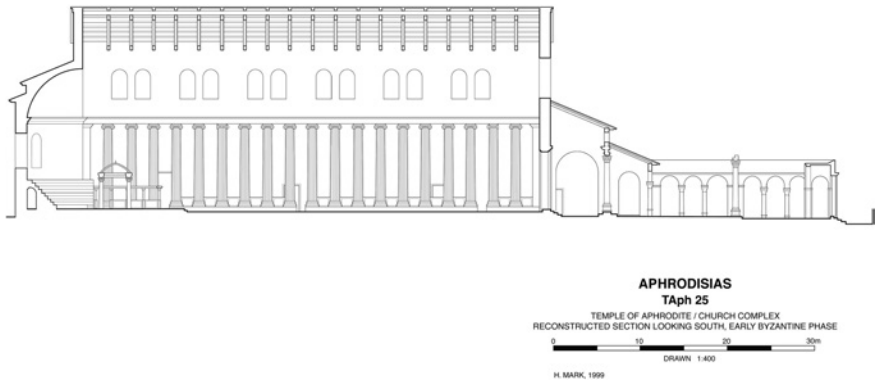 APHRODISIAS
TAph 25
TEMPLE OF APHRODITE / CHURCH COMPLEX
RECONSTRUCTED SECTION LOOKING SOUTH, EARLY BYZANTINE PHASE
0 10 20 30m
DRAWN 1:400
H. MARK, 1999